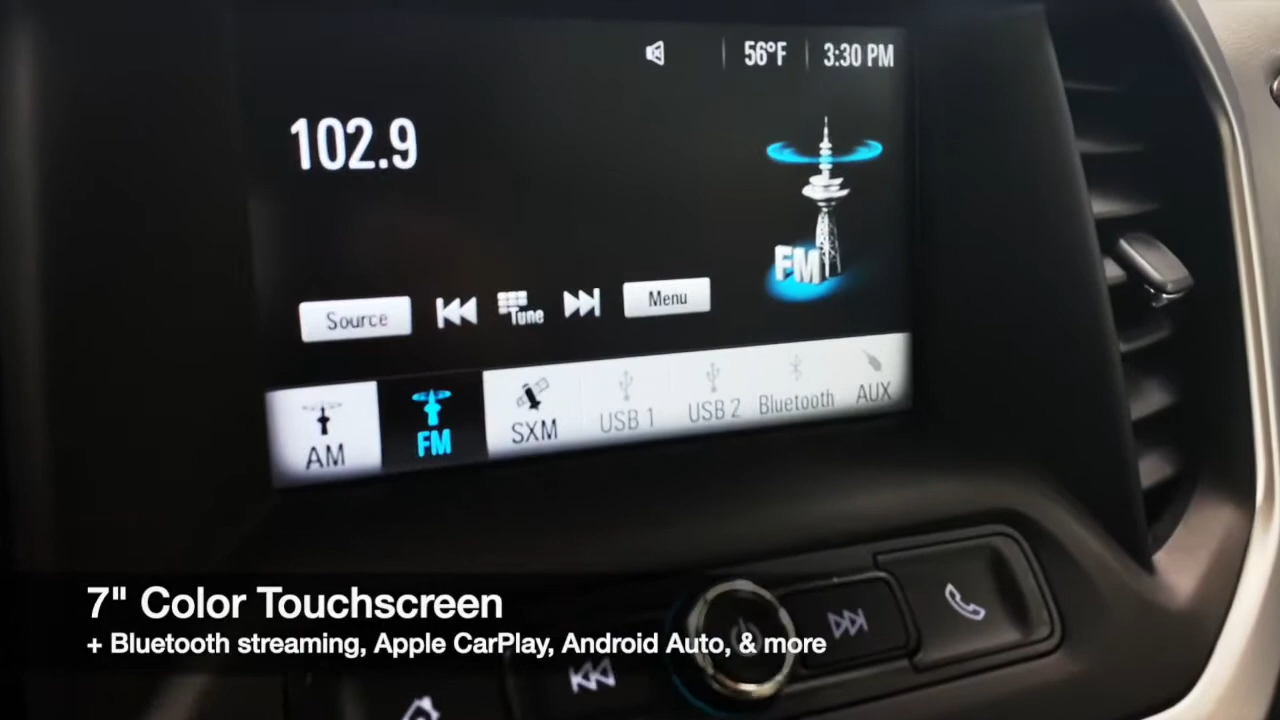 56°F 3:30 PM
102.9
FM
Source Tune Menu
AM FM SXM USB 1 USB 2 Bluetooth AUX
7" Color Touchscreen
+ Bluetooth streaming, Apple CarPlay, Android Auto, & more